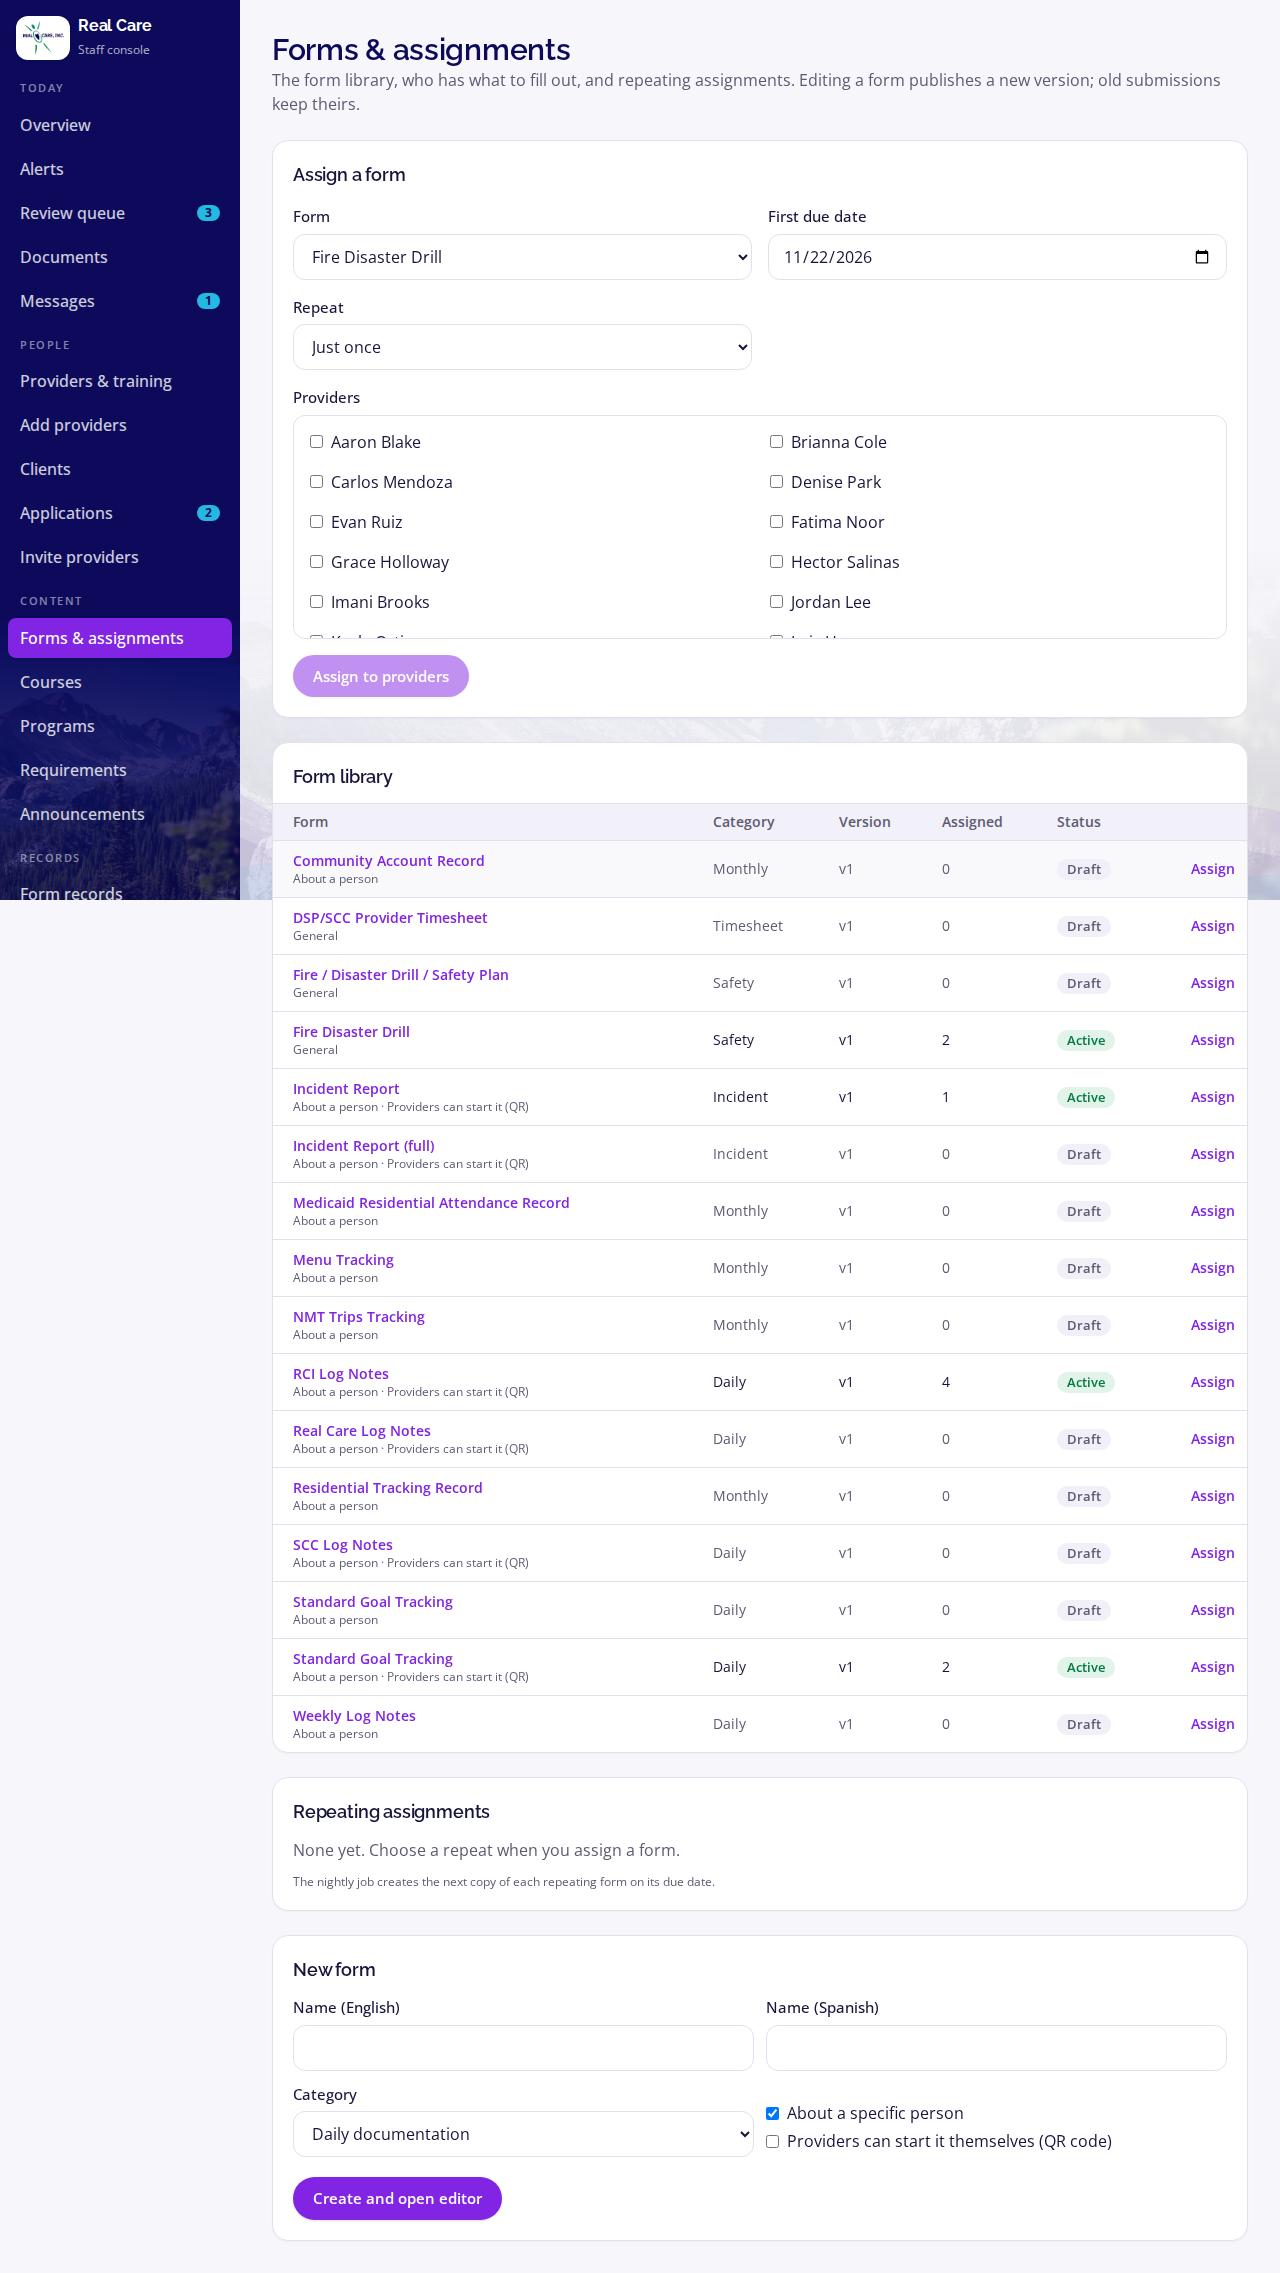 REAL CARE, INC.
Real Care
Staff console
TODAY
Overview
Alerts
Review queue 3
Documents
Messages 1
PEOPLE
Providers & training
Add providers
Clients
Applications 2
Invite providers
CONTENT
Forms & assignments
Courses
Programs
Requirements
Announcements
RECORDS
Form records
Forms & assignments
The form library, who has what to fill out, and repeating assignments. Editing a form publishes a new version; old submissions
keep theirs.
Assign a form
Form First due date
Fire Disaster Drill 11/22/2026
Repeat
Just once
Providers
Aaron Blake Brianna Cole
Carlos Mendoza Denise Park
Evan Ruiz Fatima Noor
Grace Holloway Hector Salinas
Imani Brooks Jordan Lee
Assign to providers
Form library
Form Category Version Assigned Status
Community Account Record Monthly v1 0 Draft Assign
About a person
DSP/SCC Provider Timesheet Timesheet v1 0 Draft Assign
General
Fire / Disaster Drill / Safety Plan Safety v1 0 Draft Assign
General
Fire Disaster Drill Safety v1 2 Active Assign
General
Incident Report Incident v1 1 Active Assign
About a person · Providers can start it (QR)
Incident Report (full) Incident v1 0 Draft Assign
About a person · Providers can start it (QR)
Medicaid Residential Attendance Record Monthly v1 0 Draft Assign
About a person
Menu Tracking Monthly v1 0 Draft Assign
About a person
NMT Trips Tracking Monthly v1 0 Draft Assign
About a person
RCI Log Notes Daily v1 4 Active Assign
About a person · Providers can start it (QR)
Real Care Log Notes Daily v1 0 Draft Assign
About a person · Providers can start it (QR)
Residential Tracking Record Monthly v1 0 Draft Assign
About a person
SCC Log Notes Daily v1 0 Draft Assign
About a person · Providers can start it (QR)
Standard Goal Tracking Daily v1 0 Draft Assign
About a person
Standard Goal Tracking Daily v1 2 Active Assign
About a person · Providers can start it (QR)
Weekly Log Notes Daily v1 0 Draft Assign
About a person
Repeating assignments
None yet. Choose a repeat when you assign a form.
The nightly job creates the next copy of each repeating form on its due date.
New form
Name (English) Name (Spanish)
Category
Daily documentation
About a specific person
Providers can start it themselves (QR code)
Create and open editor